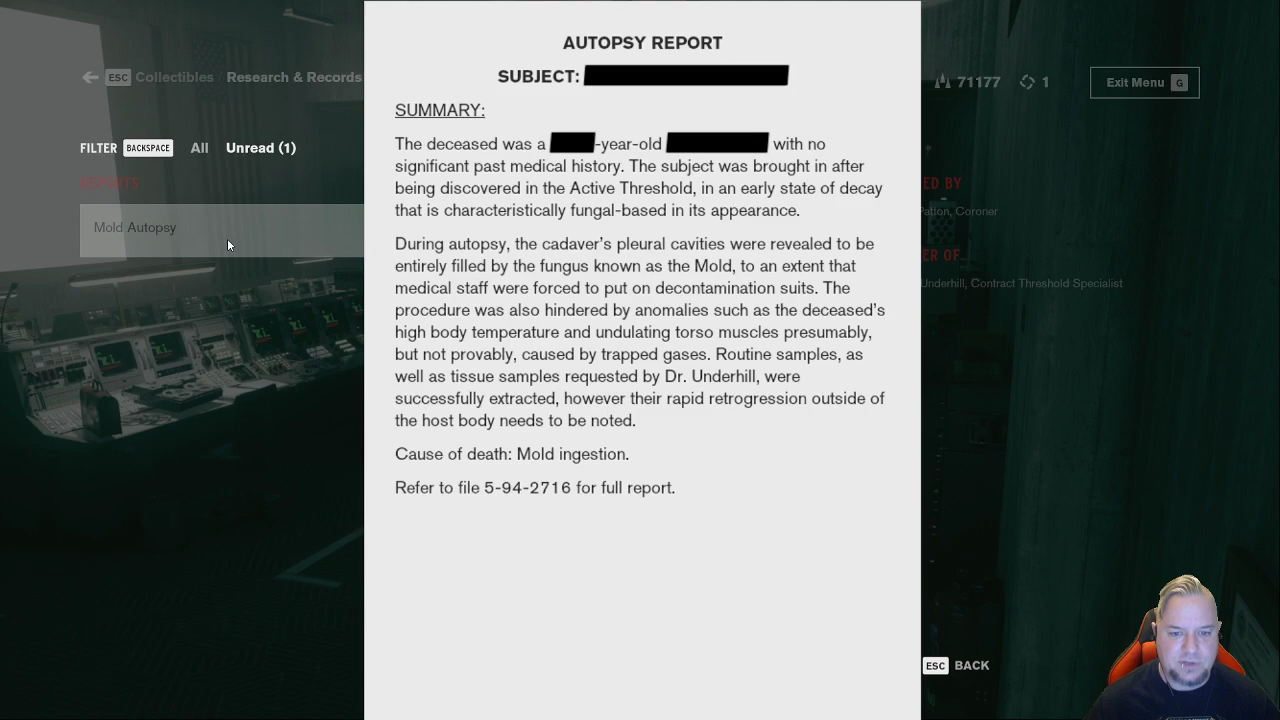 AUTOPSY REPORT
SUBJECT:
SUMMARY:
The deceased was a -year-old with no
significant past medical history. The subject was brought in after
being discovered in the Active Threshold, in an early state of decay
that is characteristically fungal-based in its appearance.
During autopsy, the cadaver's pleural cavities were revealed to be
entirely filled by the fungus known as the Mold, to an extent that
medical staff were forced to put on decontamination suits. The
procedure was also hindered by anomalies such as the deceased's
high body temperature and undulating torso muscles presumably,
but not provably, caused by trapped gases. Routine samples, as
well as tissue samples requested by Dr. Underhill, were
successfully extracted, however their rapid retrogression outside of
the host body needs to be noted.
Cause of death: Mold ingestion.
Refer to file 5-94-2716 for full report.
ESC Collectibles Research & Records
71177 1 Exit Menu G
FILTER BACKSPACE All Unread (1)
REPORTS
Mold Autopsy
ED BY
Patton, Coroner
ER OF
Underhill, Contract Threshold Specialist
ESC BACK